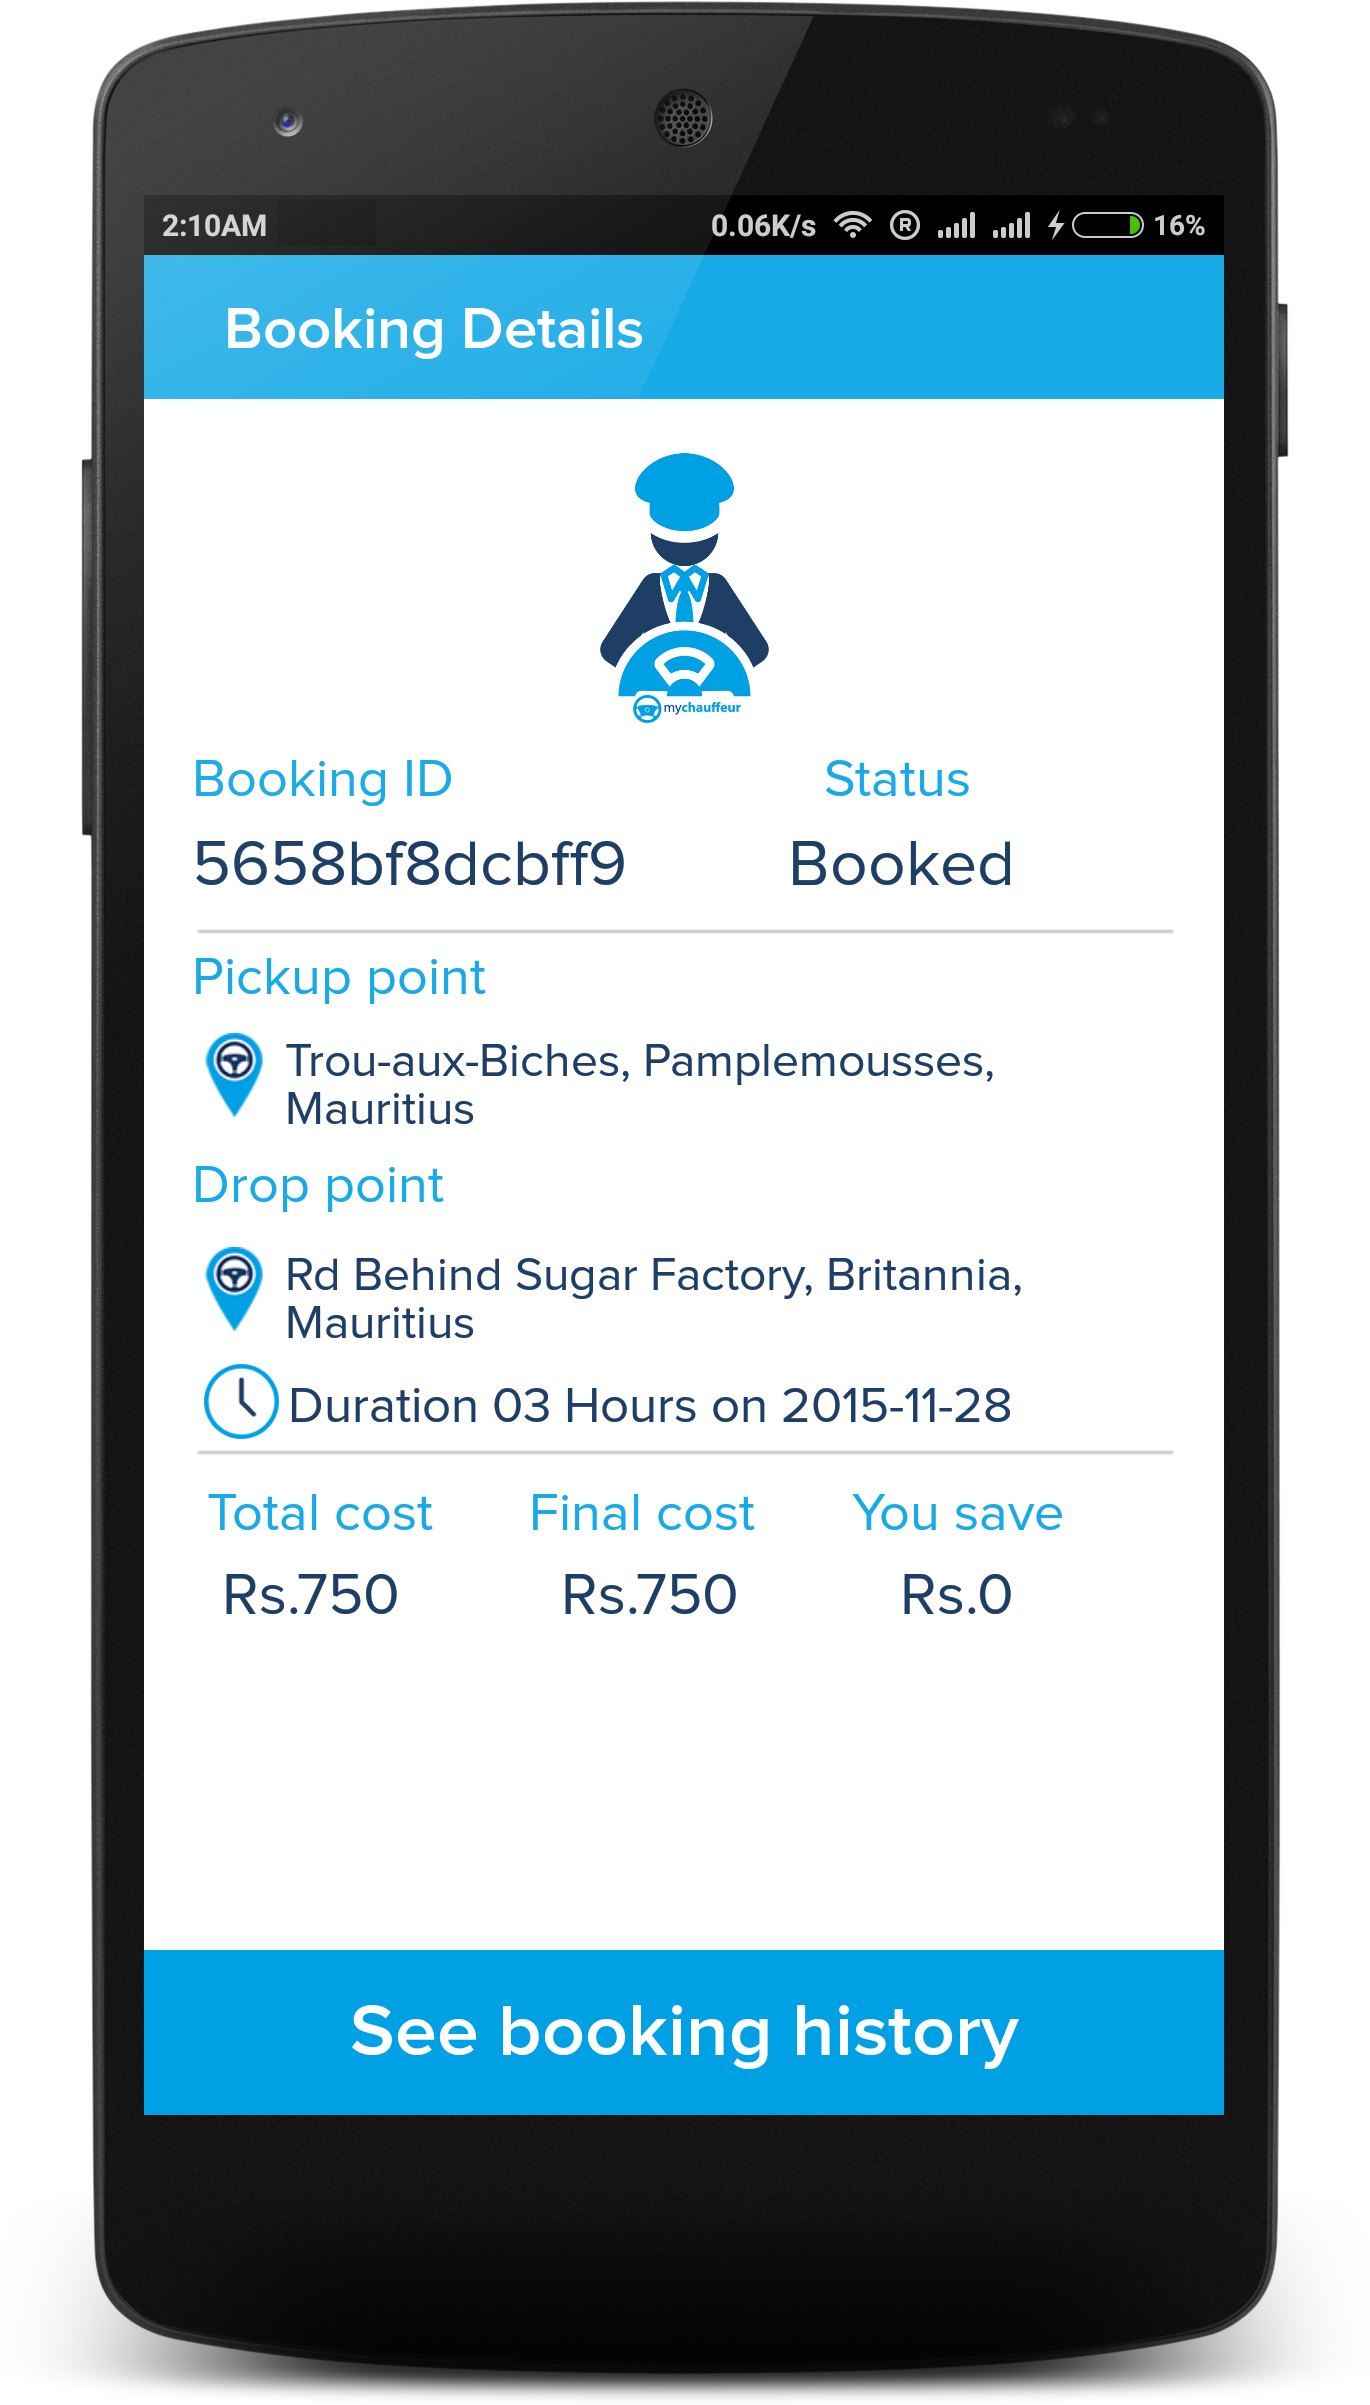 2:10AM 0.06K/s R 16%
Booking Details
mychauffeur
Booking ID Status
5658bf8dcbff9 Booked
Pickup point
Trou-aux-Biches, Pamplemousses,
Mauritius
Drop point
Rd Behind Sugar Factory, Britannia,
Mauritius
Duration 03 Hours on 2015-11-28
Total cost Final cost You save
Rs.750 Rs.750 Rs.0
See booking history